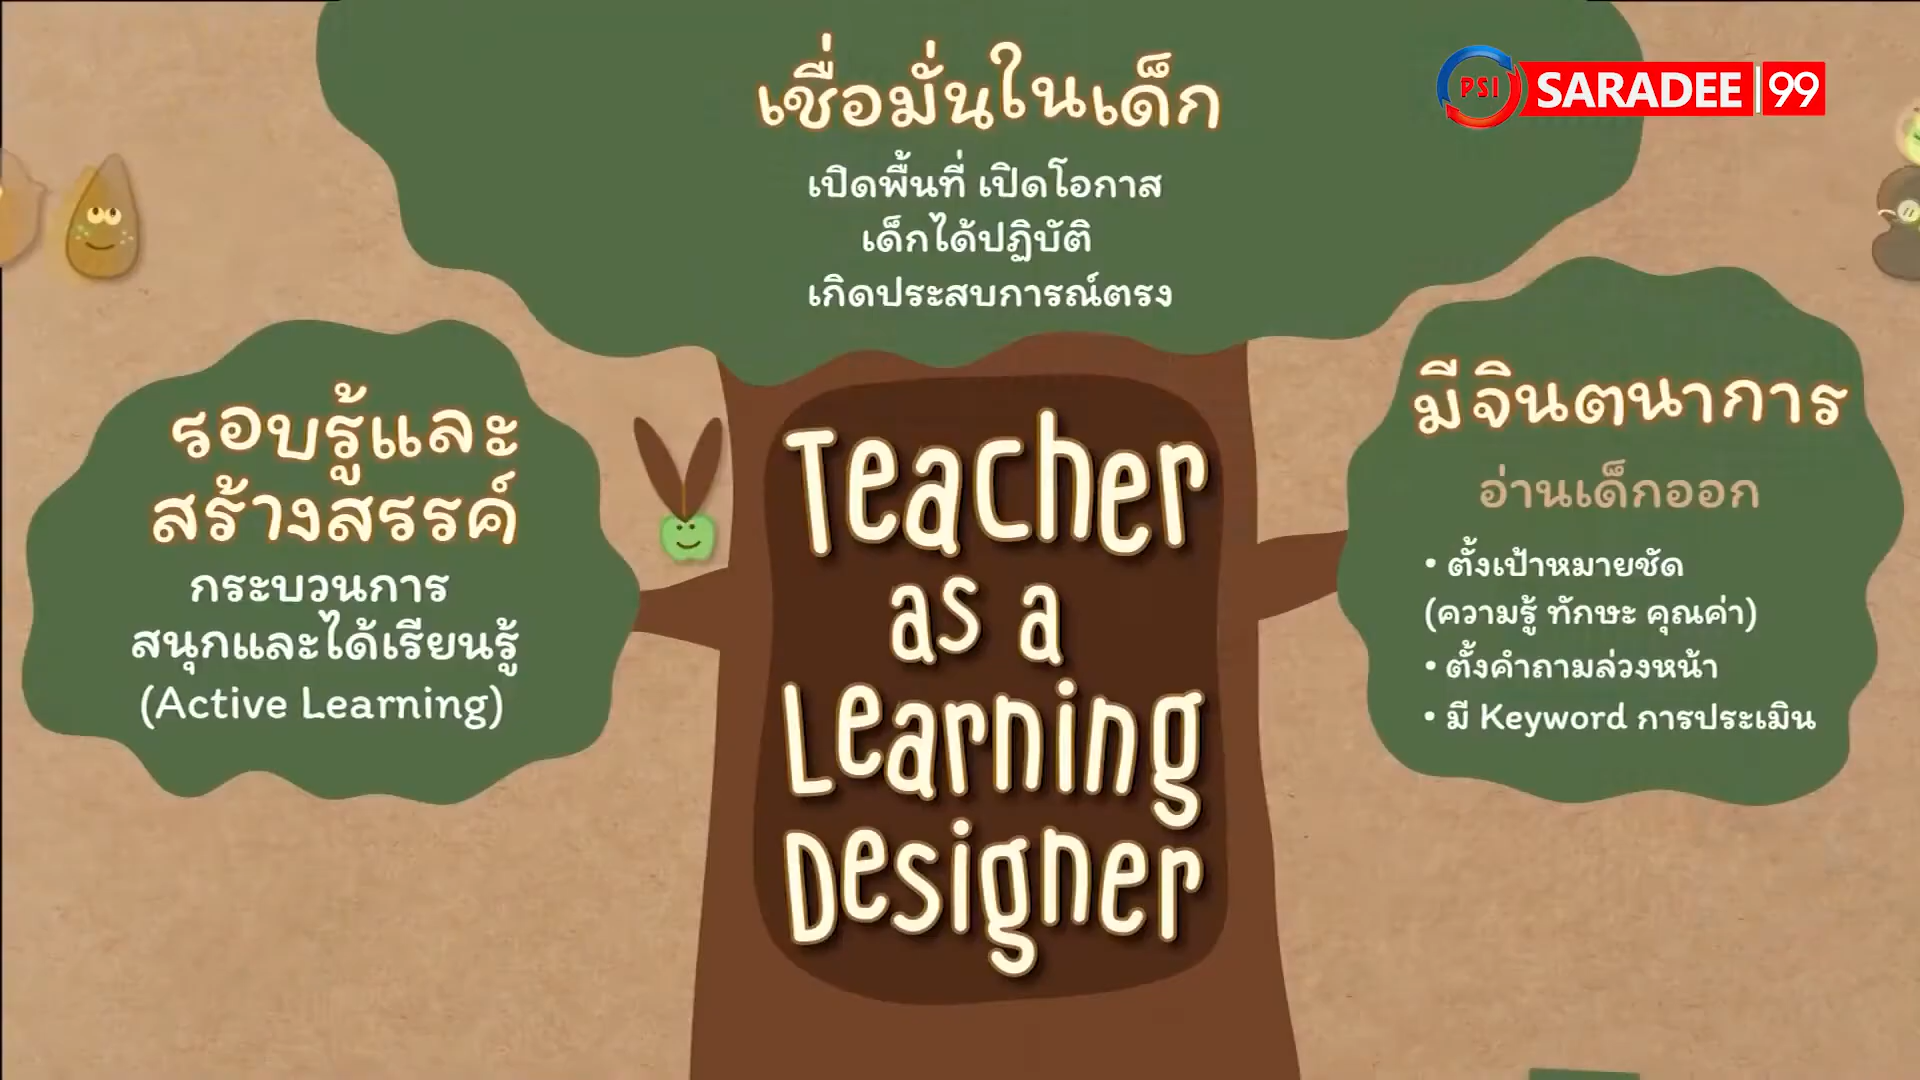 เชื่อมั่นในเด็ก
เปิดพื้นที่ เปิดโอกาส
เด็กได้ปฏิบัติ
เกิดประสบการณ์ตรง
PSI SARADEE 99
รอบรู้และ
สร้างสรรค์
กระบวนการ
สนุกและได้เรียนรู้
(Active Learning)
Teacher
as a
Learning
Designer
มีจินตนาการ
อ่านเด็กออก
• ตั้งเป้าหมายชัด
(ความรู้ ทักษะ คุณค่า)
• ตั้งคำถามล่วงหน้า
• มี Keyword การประเมิน